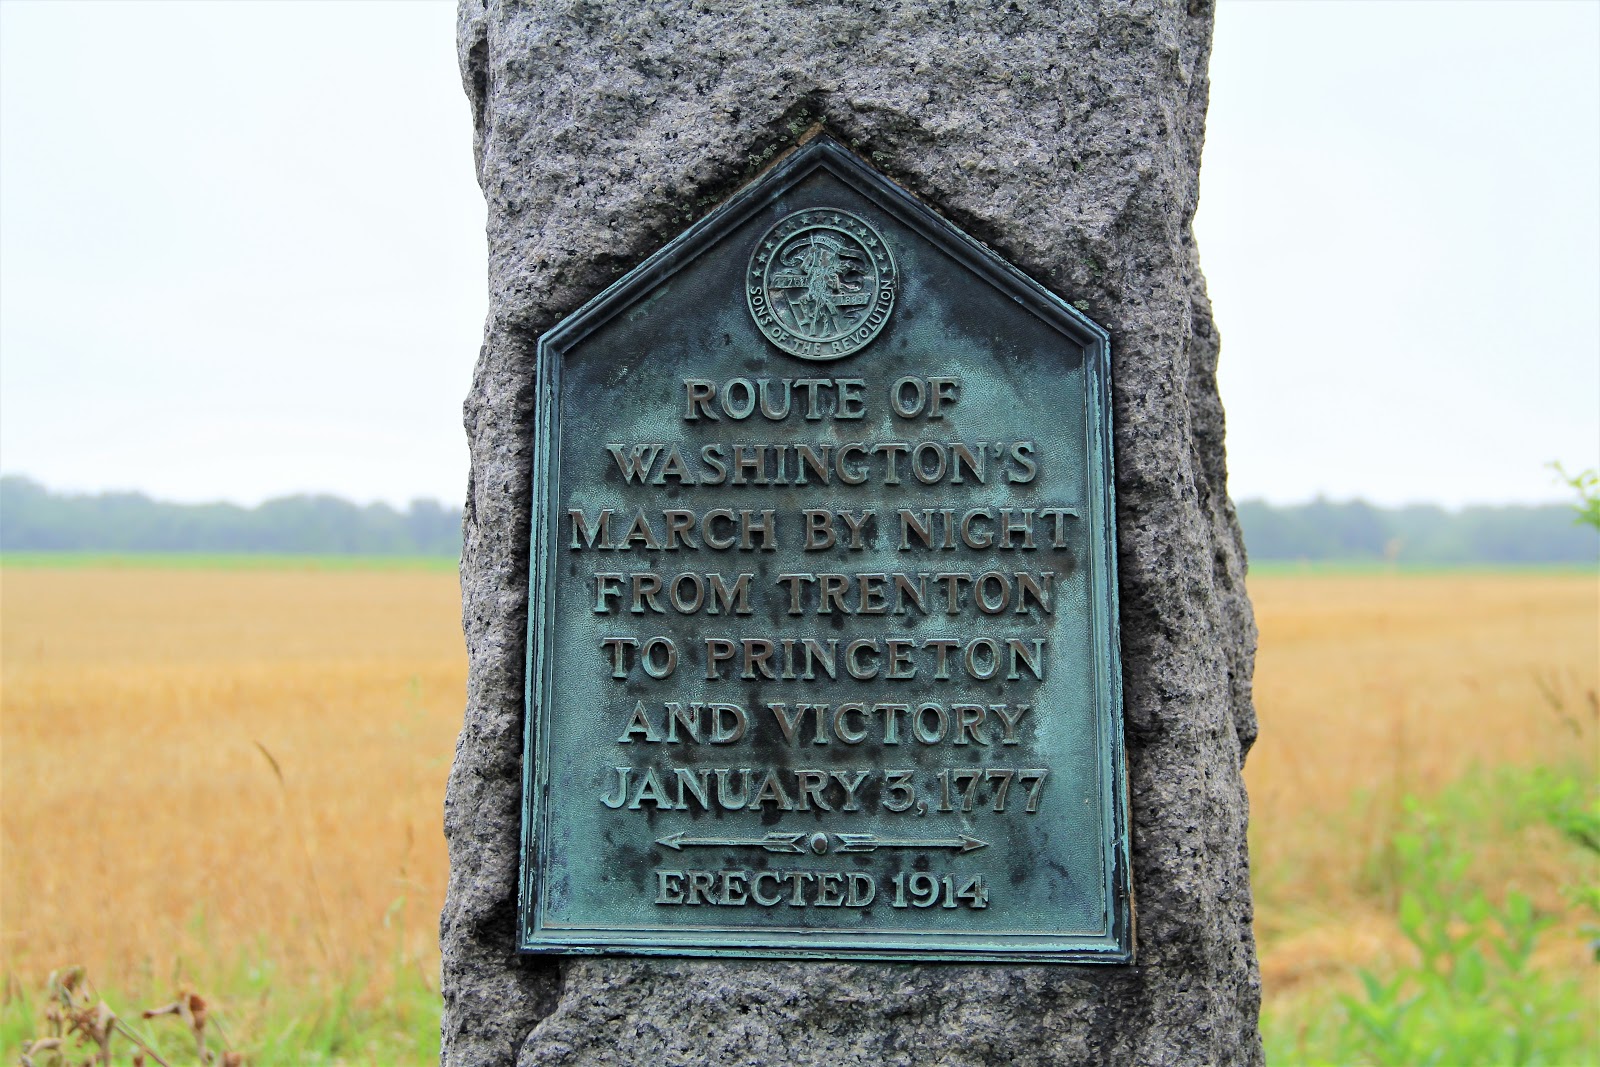 SONS OF THE REVOLUTION
ROUTE OF
WASHINGTON'S
MARCH BY NIGHT
FROM TRENTON
TO PRINCETON
AND VICTORY
JANUARY 3, 1777
ERECTED 1914